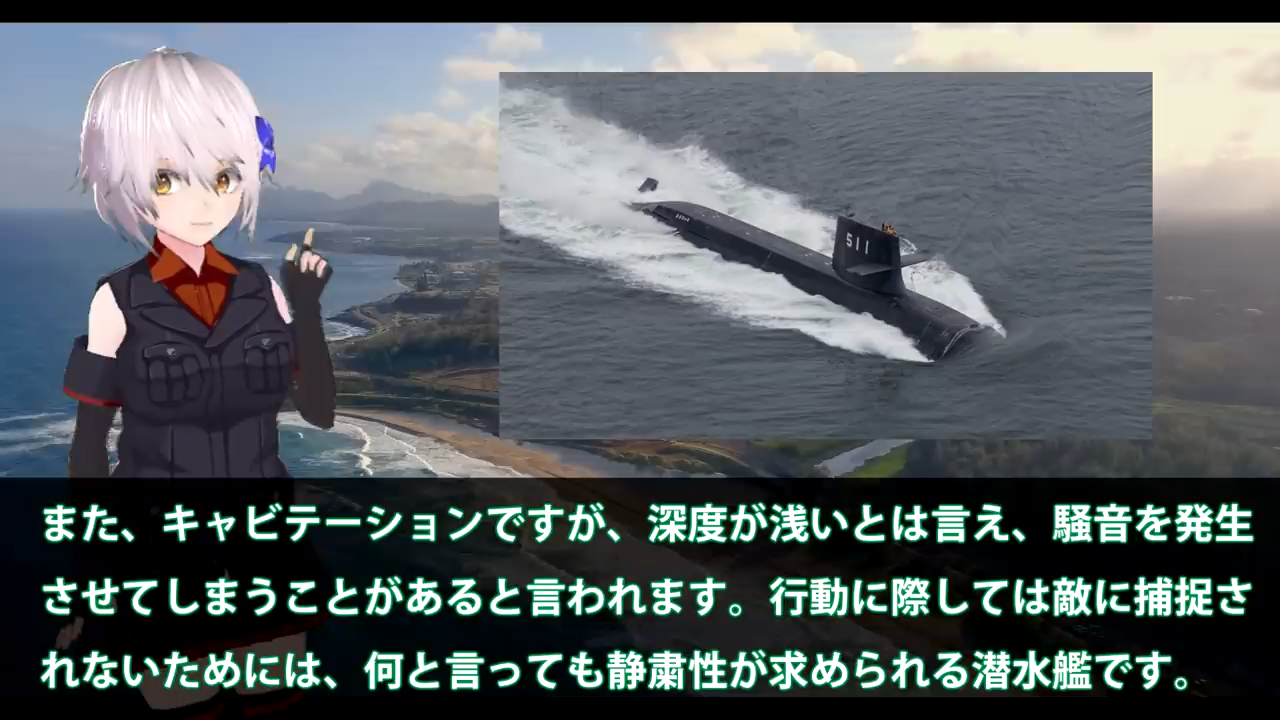 511
また、キャビテーションですが、深度が浅いとは言え、騒音を発生
させてしまうことがあると言われます。行動に際しては敵に捕捉さ
れないためには、何と言っても静粛性が求められる潜水艦です。